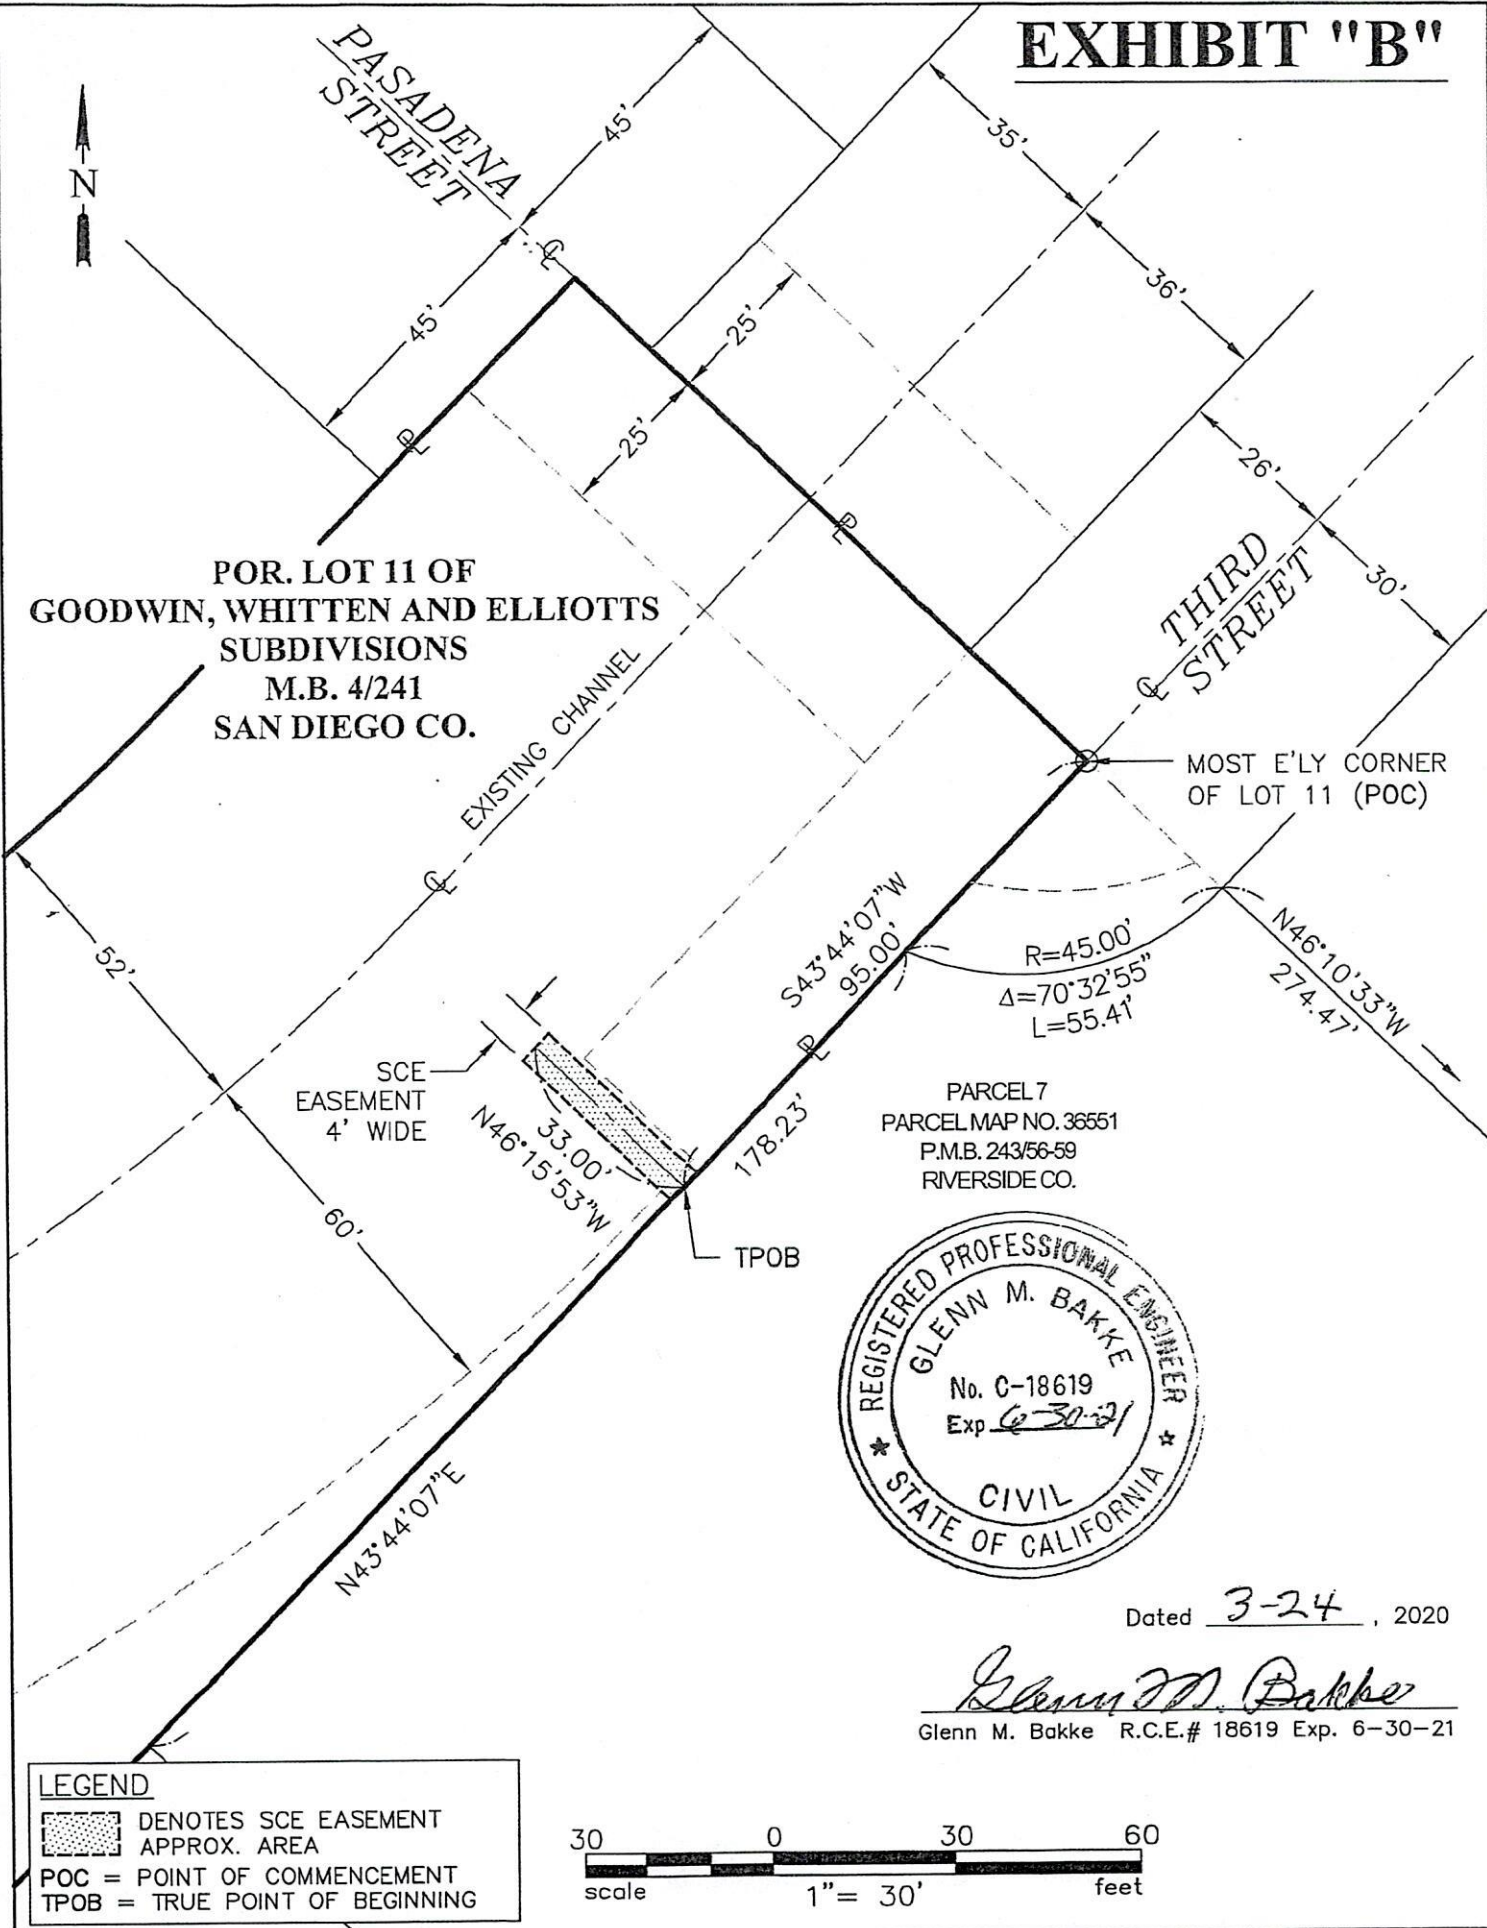 EXHIBIT "B"
PASADENA
STREET
N
45'
45'
35'
36'
25'
25'
26'
30'
THIRD
STREET
POR. LOT 11 OF
GOODWIN, WHITTEN AND ELLIOTTS
SUBDIVISIONS
M.B. 4/241
SAN DIEGO CO.
EXISTING CHANNEL
MOST E'LY CORNER
OF LOT 11 (POC)
52'
60'
S43°44'07"W
95.00'
R=45.00'
Δ=70°32'55"
L=55.41'
N46°10'33"W
274.47'
SCE
EASEMENT
4' WIDE
33.00'
N46°15'53"W
178.23'
TPOB
PARCEL 7
PARCEL MAP NO. 36551
P.M.B. 243/56-59
RIVERSIDE CO.
N43°44'07"E
REGISTERED PROFESSIONAL ENGINEER
GLENN M. BAKKE
No. C-18619
Exp 6-30-21
CIVIL
STATE OF CALIFORNIA
Dated 3-24, 2020
Glenn M. Bakke
Glenn M. Bakke R.C.E.# 18619 Exp. 6-30-21
LEGEND
DENOTES SCE EASEMENT
APPROX. AREA
POC = POINT OF COMMENCEMENT
TPOB = TRUE POINT OF BEGINNING
30 0 30 60
scale 1"= 30' feet